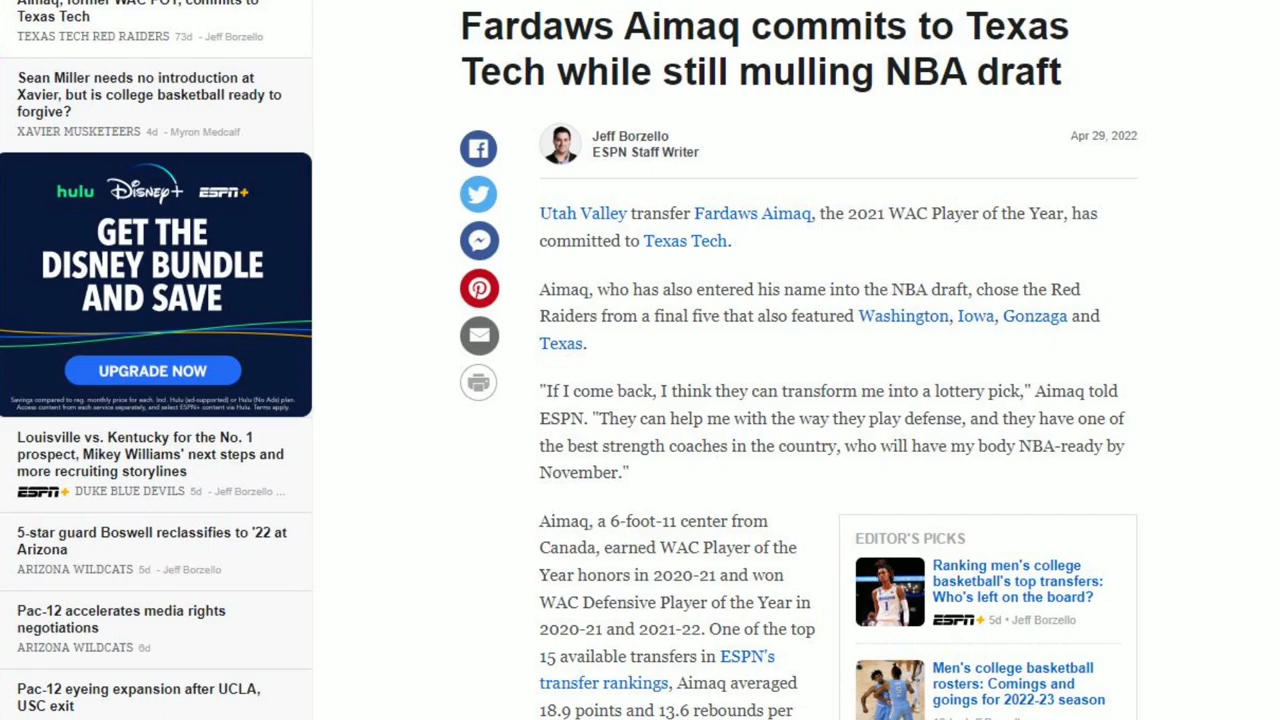 Aimaq, former WAC POY, commits to
Texas Tech
TEXAS TECH RED RAIDERS 73d - Jeff Borzello
Sean Miller needs no introduction at
Xavier, but is college basketball ready to
forgive?
XAVIER MUSKETEERS 4d - Myron Medcalf
hulu Disney+ ESPN+
GET THE
DISNEY BUNDLE
AND SAVE
UPGRADE NOW
Savings compared to reg. monthly price for each. Incl. Hulu (ad-supported) or Hulu (No Ads) plan.
Access content from each service separately, and select ESPN+ content via Hulu. Terms apply.
Louisville vs. Kentucky for the No. 1
prospect, Mikey Williams' next steps and
more recruiting storylines
ESPN+ DUKE BLUE DEVILS 5d - Jeff Borzello ...
5-star guard Boswell reclassifies to '22 at
Arizona
ARIZONA WILDCATS 5d - Jeff Borzello
Pac-12 accelerates media rights
negotiations
ARIZONA WILDCATS 6d
Pac-12 eyeing expansion after UCLA,
USC exit
Fardaws Aimaq commits to Texas
Tech while still mulling NBA draft
Jeff Borzello
ESPN Staff Writer
Apr 29, 2022
Utah Valley transfer Fardaws Aimaq, the 2021 WAC Player of the Year, has
committed to Texas Tech.
Aimaq, who has also entered his name into the NBA draft, chose the Red
Raiders from a final five that also featured Washington, Iowa, Gonzaga and
Texas.
"If I come back, I think they can transform me into a lottery pick," Aimaq told
ESPN. "They can help me with the way they play defense, and they have one of
the best strength coaches in the country, who will have my body NBA-ready by
November."
Aimaq, a 6-foot-11 center from
Canada, earned WAC Player of the
Year honors in 2020-21 and won
WAC Defensive Player of the Year in
2020-21 and 2021-22. One of the top
15 available transfers in ESPN's
transfer rankings, Aimaq averaged
18.9 points and 13.6 rebounds per
EDITOR'S PICKS
Ranking men's college
basketball's top transfers:
Who's left on the board?
ESPN+ 5d • Jeff Borzello
Men's college basketball
rosters: Comings and
goings for 2022-23 season